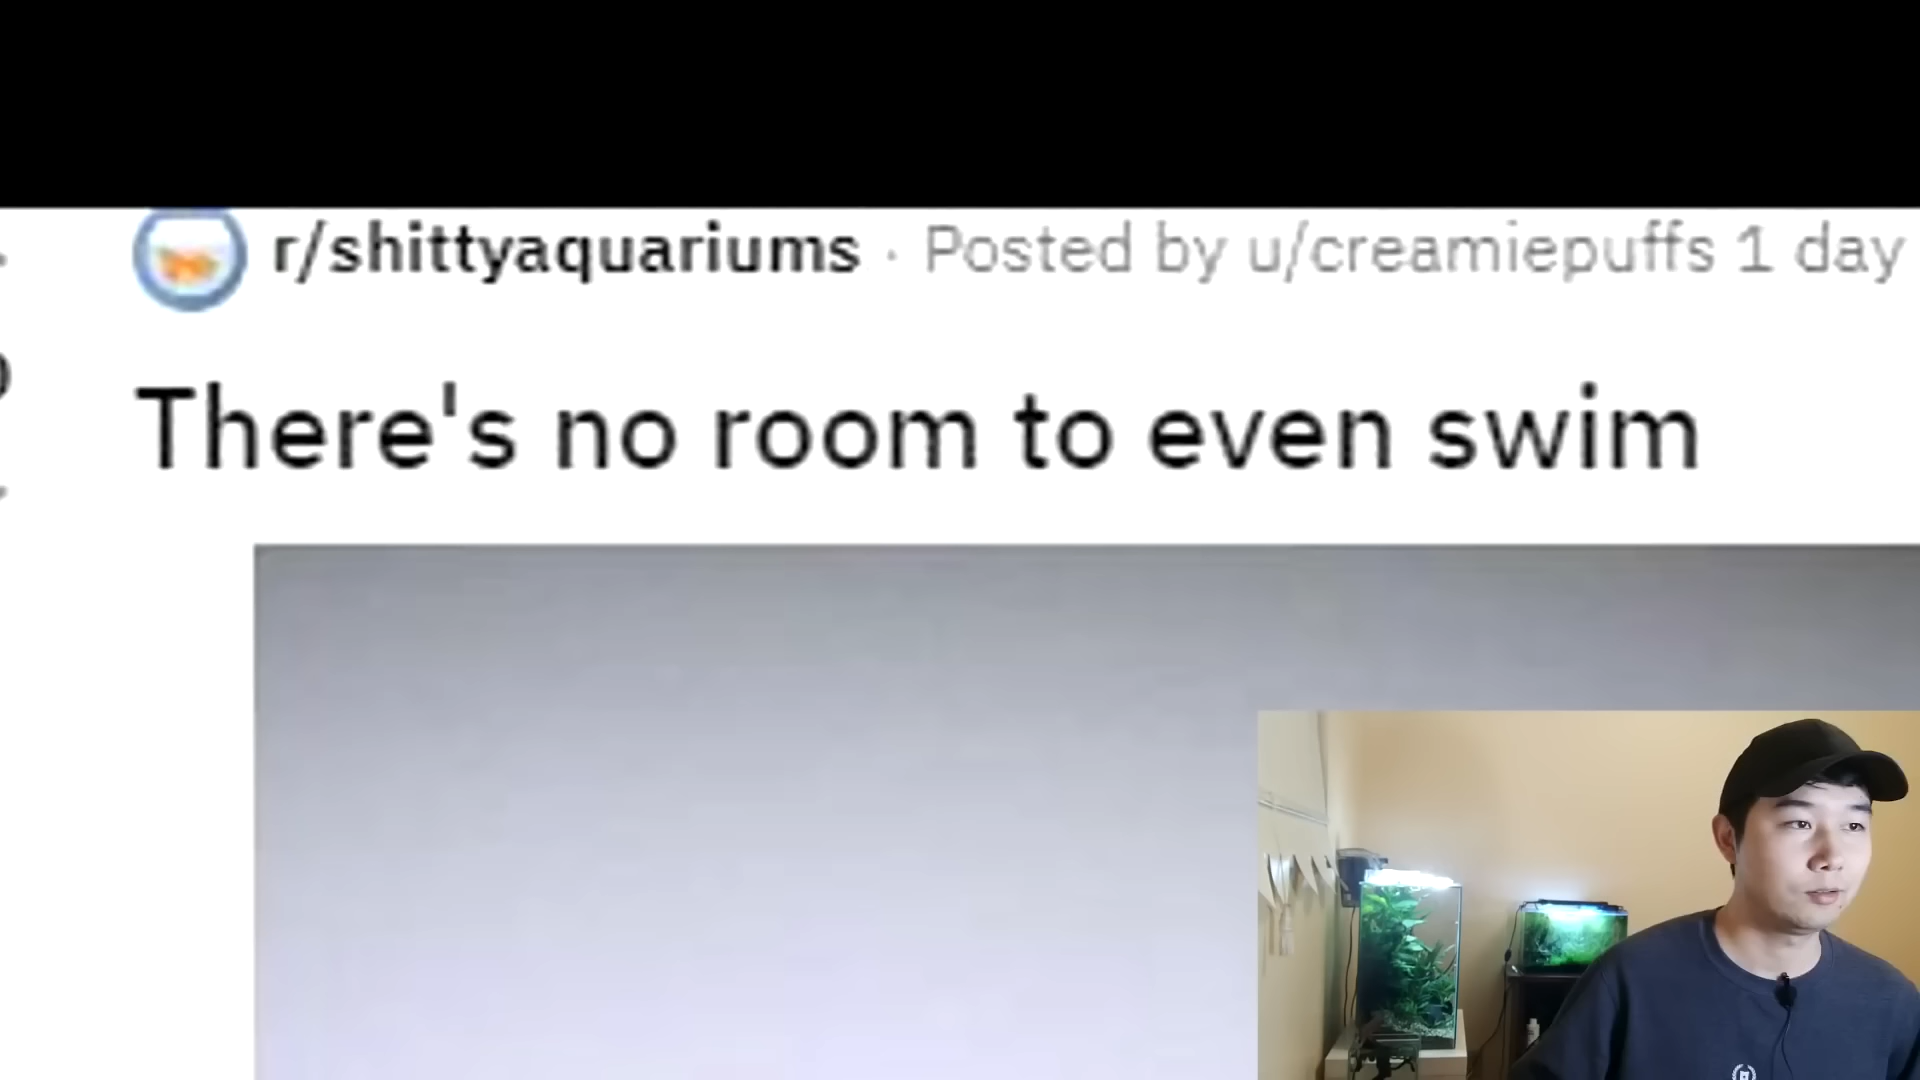 r/shittyaquariums · Posted by u/creamiepuffs 1 day
There's no room to even swim